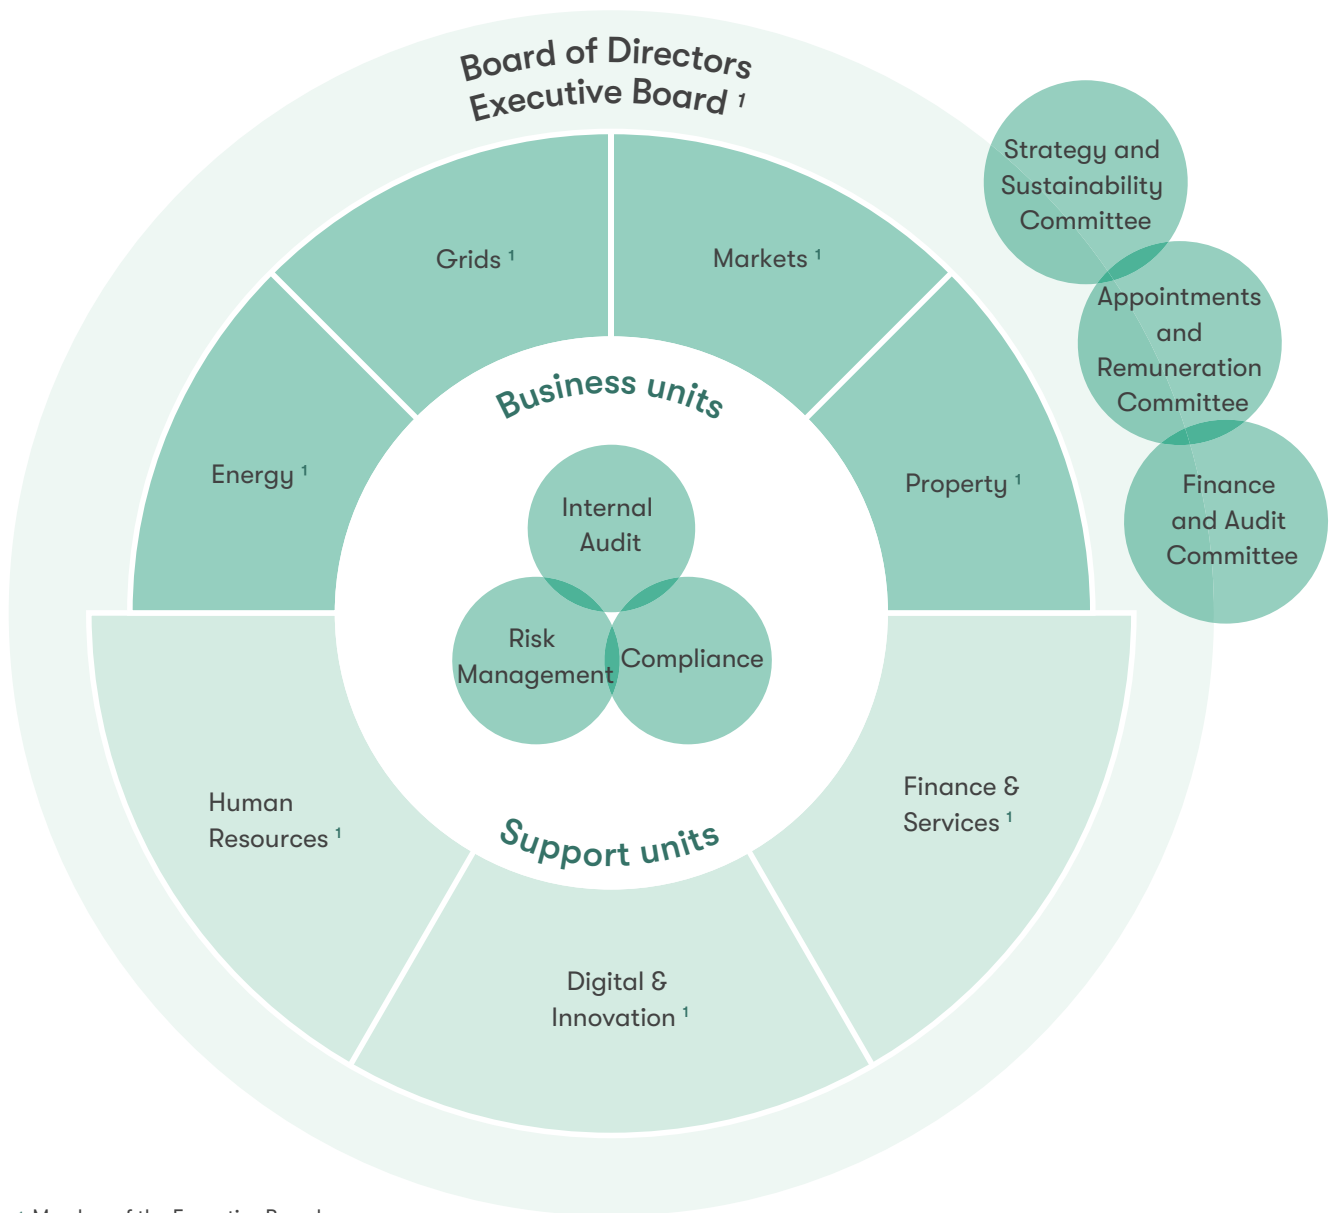 Board of Directors
Executive Board ¹
Strategy and
Sustainability
Committee
Appointments
and
Remuneration
Committee
Finance
and Audit
Committee
Grids ¹
Markets ¹
Energy ¹
Property ¹
Business units
Internal
Audit
Risk
Management
Compliance
Support units
Human
Resources ¹
Digital &
Innovation ¹
Finance &
Services ¹